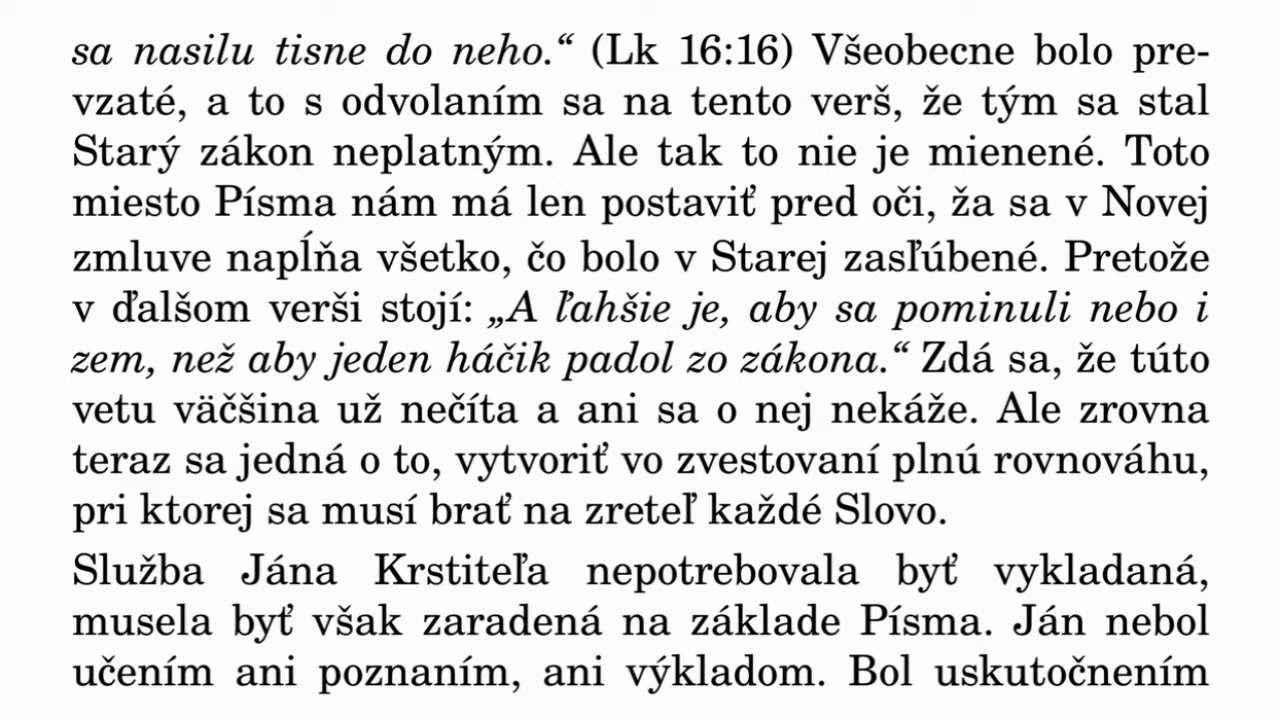 sa nasilu tisne do neho.“ (Lk 16:16) Všeobecne bolo pre-
vzaté, a to s odvolaním sa na tento verš, že tým sa stal
Starý zákon neplatným. Ale tak to nie je mienené. Toto
miesto Písma nám má len postaviť pred oči, ža sa v Novej
zmluve napĺňa všetko, čo bolo v Starej zasľúbené. Pretože
v ďalšom verši stojí: „A ľahšie je, aby sa pominuli nebo i
zem, než aby jeden háčik padol zo zákona.“ Zdá sa, že túto
vetu väčšina už nečíta a ani sa o nej nekáže. Ale zrovna
teraz sa jedná o to, vytvoriť vo zvestovaní plnú rovnováhu,
pri ktorej sa musí brať na zreteľ každé Slovo.
Služba Jána Krstiteľa nepotrebovala byť vykladaná,
musela byť však zaradená na základe Písma. Ján nebol
učením ani poznaním, ani výkladom. Bol uskutočnením